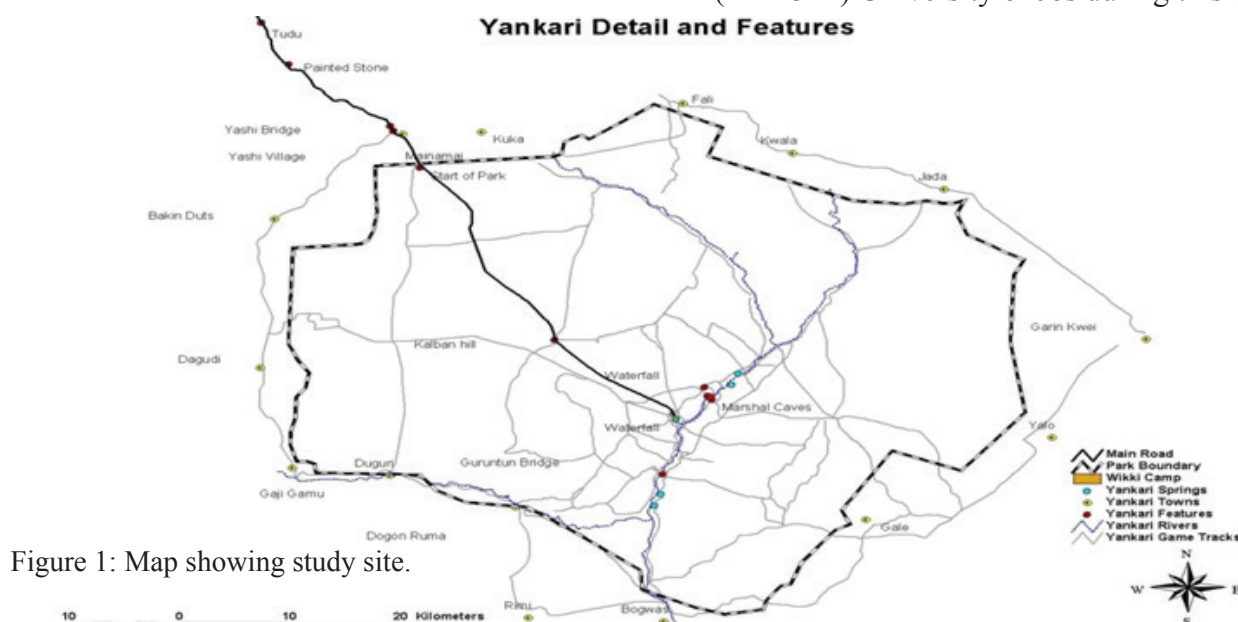 Yankari Detail and Features
Tudu
Painted Stone
Fali
Yashi Bridge
Kuka
Kwala
Yashi Village
Mainamai
Start of Park
Jada
Bakin Duts
Garin Kwei
Kalban hill
Dagudi
Waterfall
Marshal Caves
Waterfall
Yalo
Guruntun Bridge
Duguri
Gaji Gamu
Gale
Dogon Ruma
Rimi
Bogwas
Main Road
Park Boundary
Wikki Camp
Yankari Springs
Yankari Towns
Yankari Features
Yankari Rivers
Yankari Game Tracks
N
W E
S
Figure 1: Map showing study site.
10 0 10 20 Kilometers